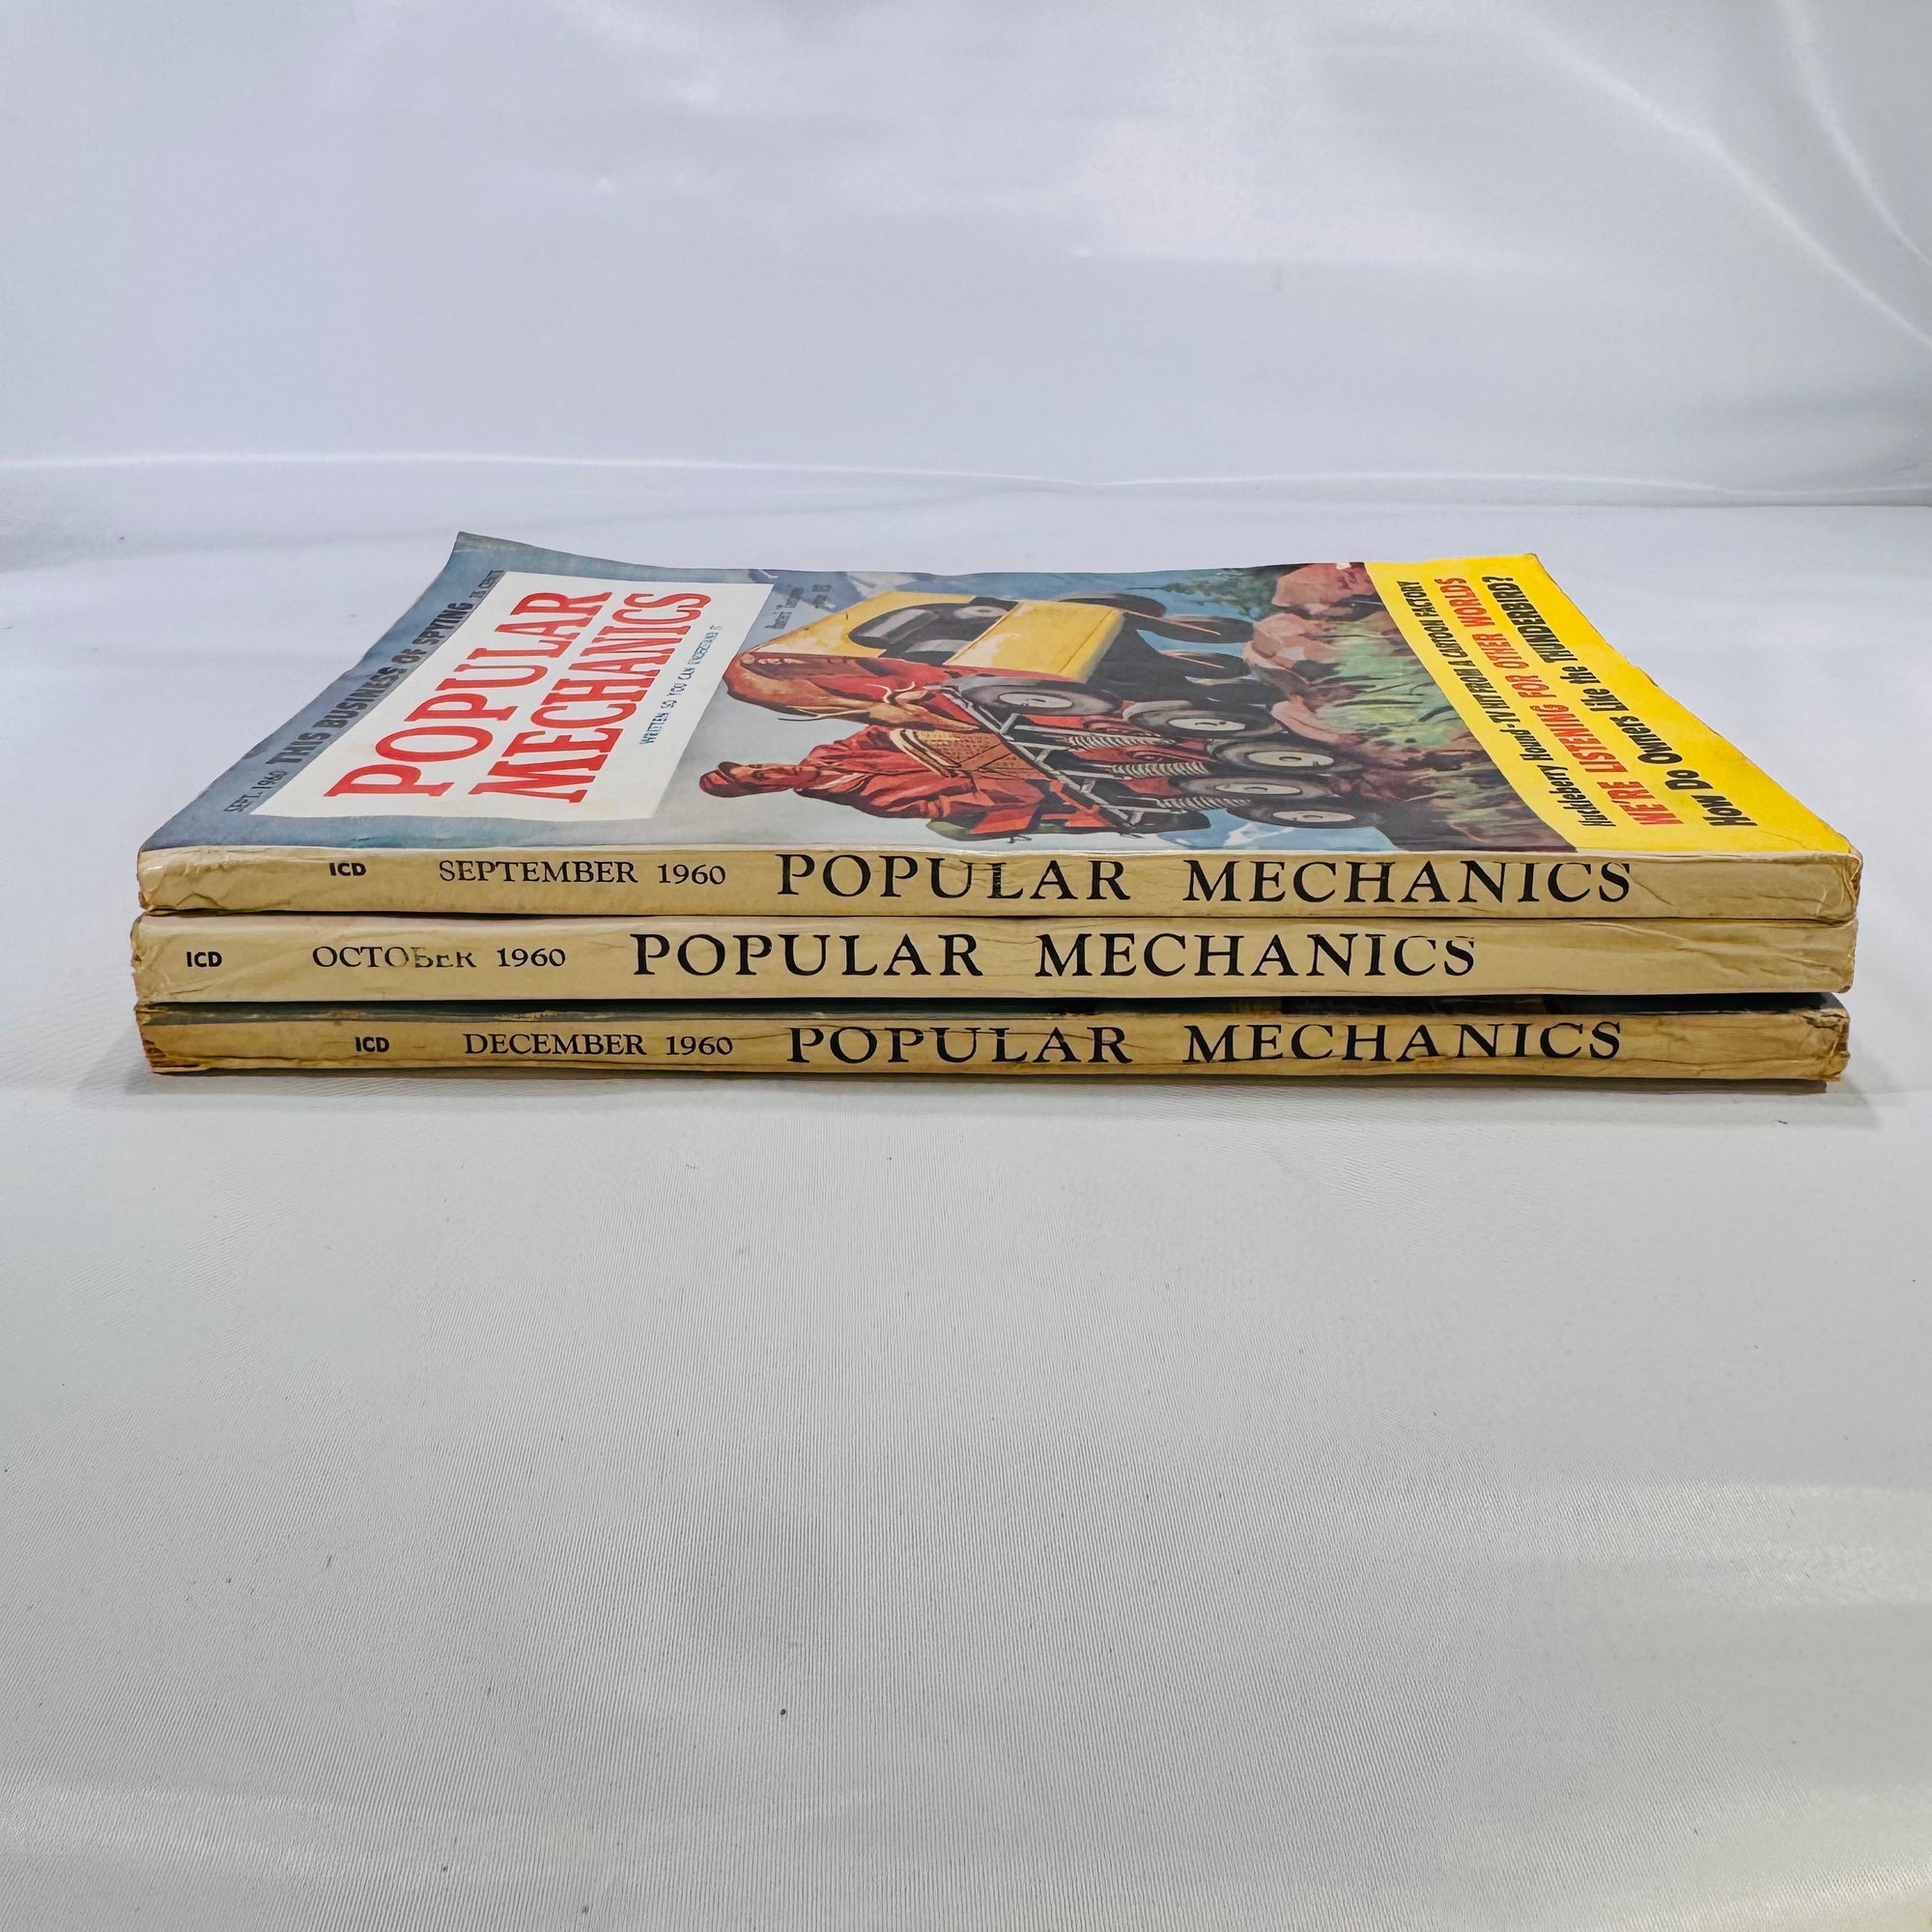 SEPT. 1960 THIS BUSINESS OF SPYING 35 CENTS
POPULAR
MECHANICS
WRITTEN SO YOU CAN UNDERSTAND IT
Huckleberry Hound-TV HIT FROM A CARTOON FACTORY
WE'RE LISTENING FOR OTHER WORLDS
How Do Owners Like the THUNDERBIRD?
ICD SEPTEMBER 1960 POPULAR MECHANICS
ICD OCTOBER 1960 POPULAR MECHANICS
ICD DECEMBER 1960 POPULAR MECHANICS